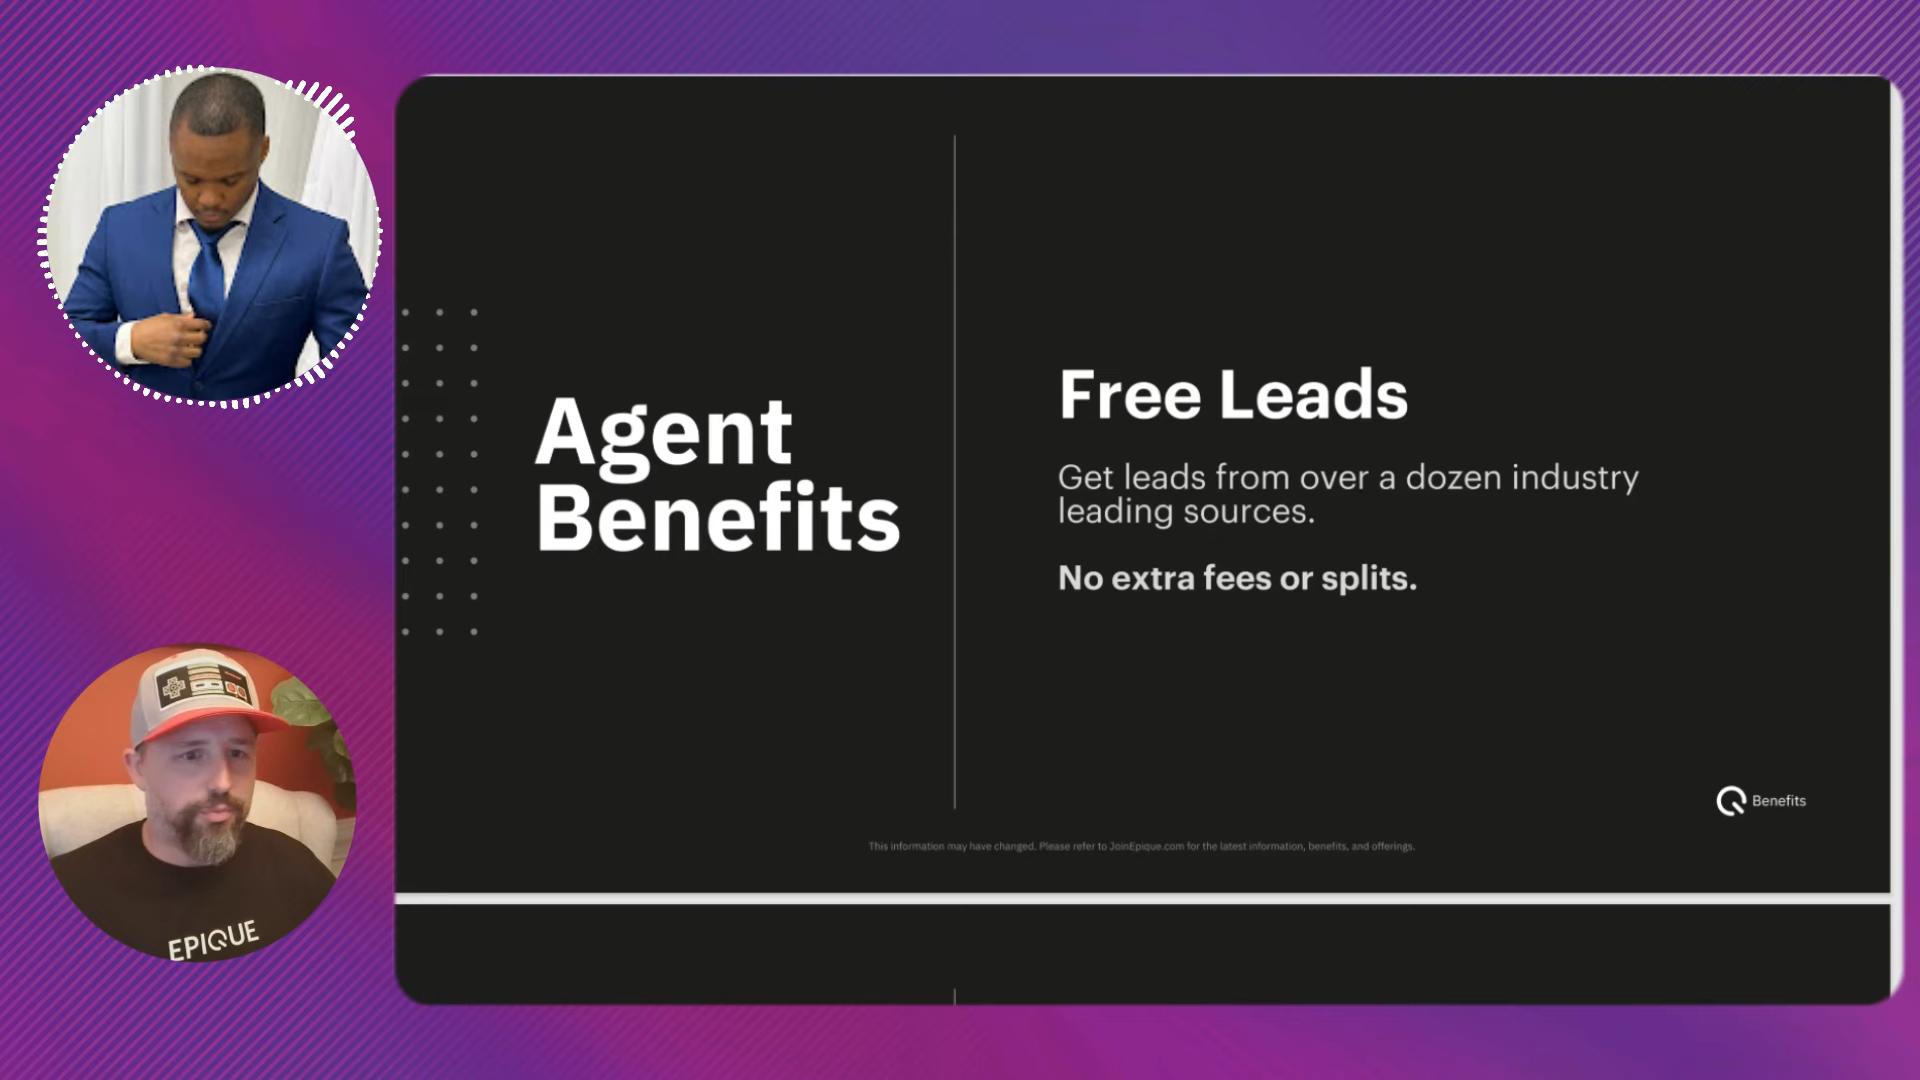 Agent
Benefits
Free Leads
Get leads from over a dozen industry
leading sources.
No extra fees or splits.
Benefits
This information may have changed. Please refer to JoinEpique.com for the latest information, benefits, and offerings.
EPIQUE